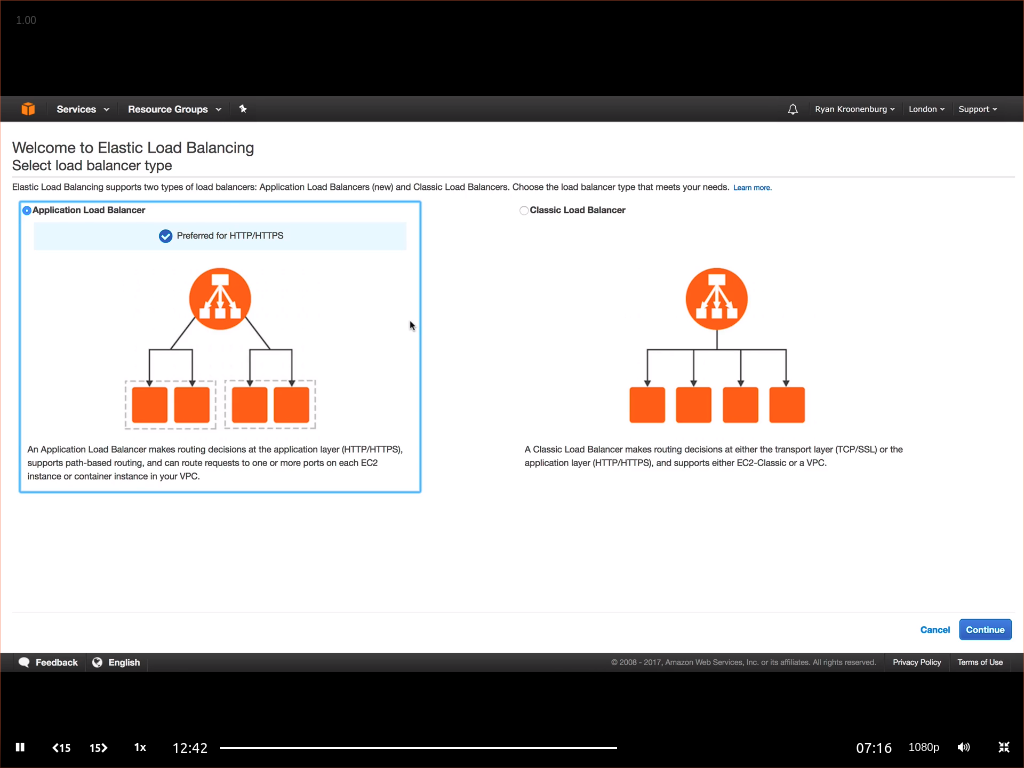 1.00
Services Resource Groups Ryan Kroonenburg London Support
Welcome to Elastic Load Balancing
Select load balancer type
Elastic Load Balancing supports two types of load balancers: Application Load Balancers (new) and Classic Load Balancers. Choose the load balancer type that meets your needs. Learn more.
Application Load Balancer
Preferred for HTTP/HTTPS
An Application Load Balancer makes routing decisions at the application layer (HTTP/HTTPS),
supports path-based routing, and can route requests to one or more ports on each EC2
instance or container instance in your VPC.
Classic Load Balancer
A Classic Load Balancer makes routing decisions at either the transport layer (TCP/SSL) or the
application layer (HTTP/HTTPS), and supports either EC2-Classic or a VPC.
Cancel Continue
Feedback English © 2008 - 2017, Amazon Web Services, Inc. or its affiliates. All rights reserved. Privacy Policy Terms of Use
15 15 1x 12:42 07:16 1080p